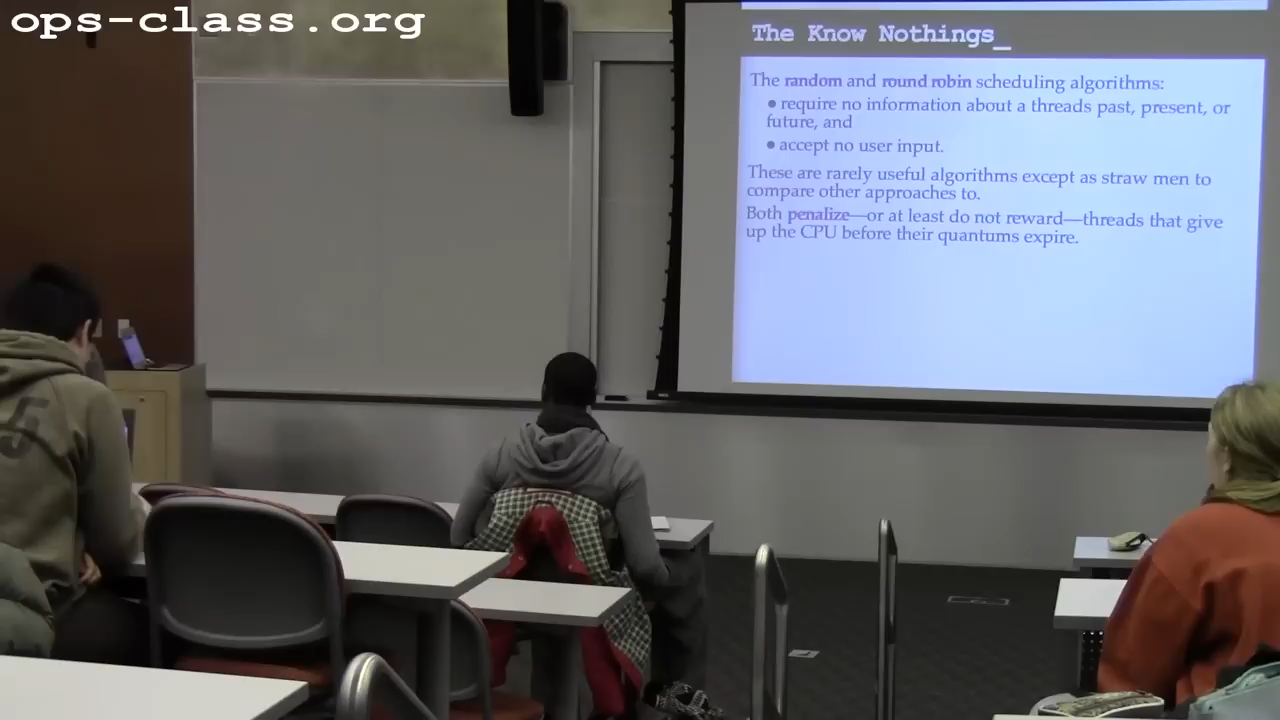 ops-class.org
The Know Nothings_
The random and round robin scheduling algorithms:
• require no information about a threads past, present, or
future, and
• accept no user input.
These are rarely useful algorithms except as straw men to
compare other approaches to.
Both penalize—or at least do not reward—threads that give
up the CPU before their quantums expire.
5